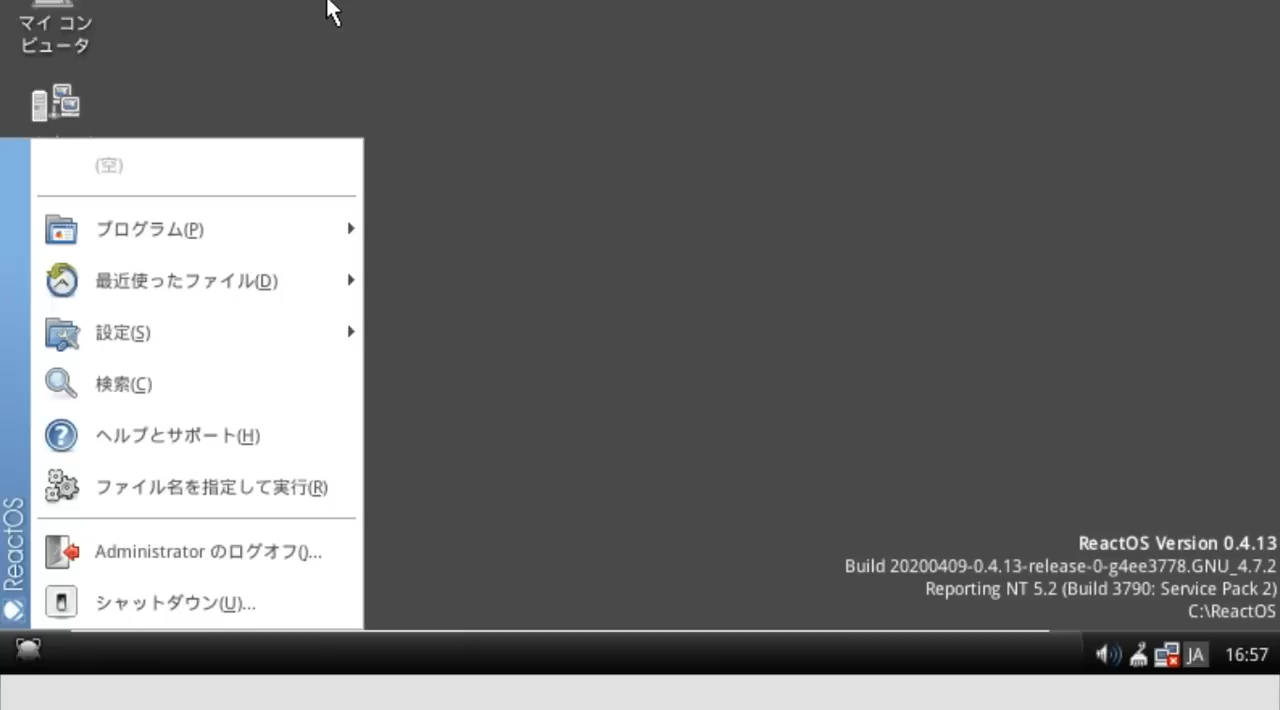 マイ コン
ピュータ
(空)
プログラム(P)
最近使ったファイル(D)
設定(S)
検索(C)
ヘルプとサポート(H)
ファイル名を指定して実行(R)
Administrator のログオフ()...
シャットダウン(U)...
ReactOS
ReactOS Version 0.4.13
Build 20200409-0.4.13-release-0-g4ee3778.GNU_4.7.2
Reporting NT 5.2 (Build 3790: Service Pack 2)
C:\ReactOS
JA
16:57